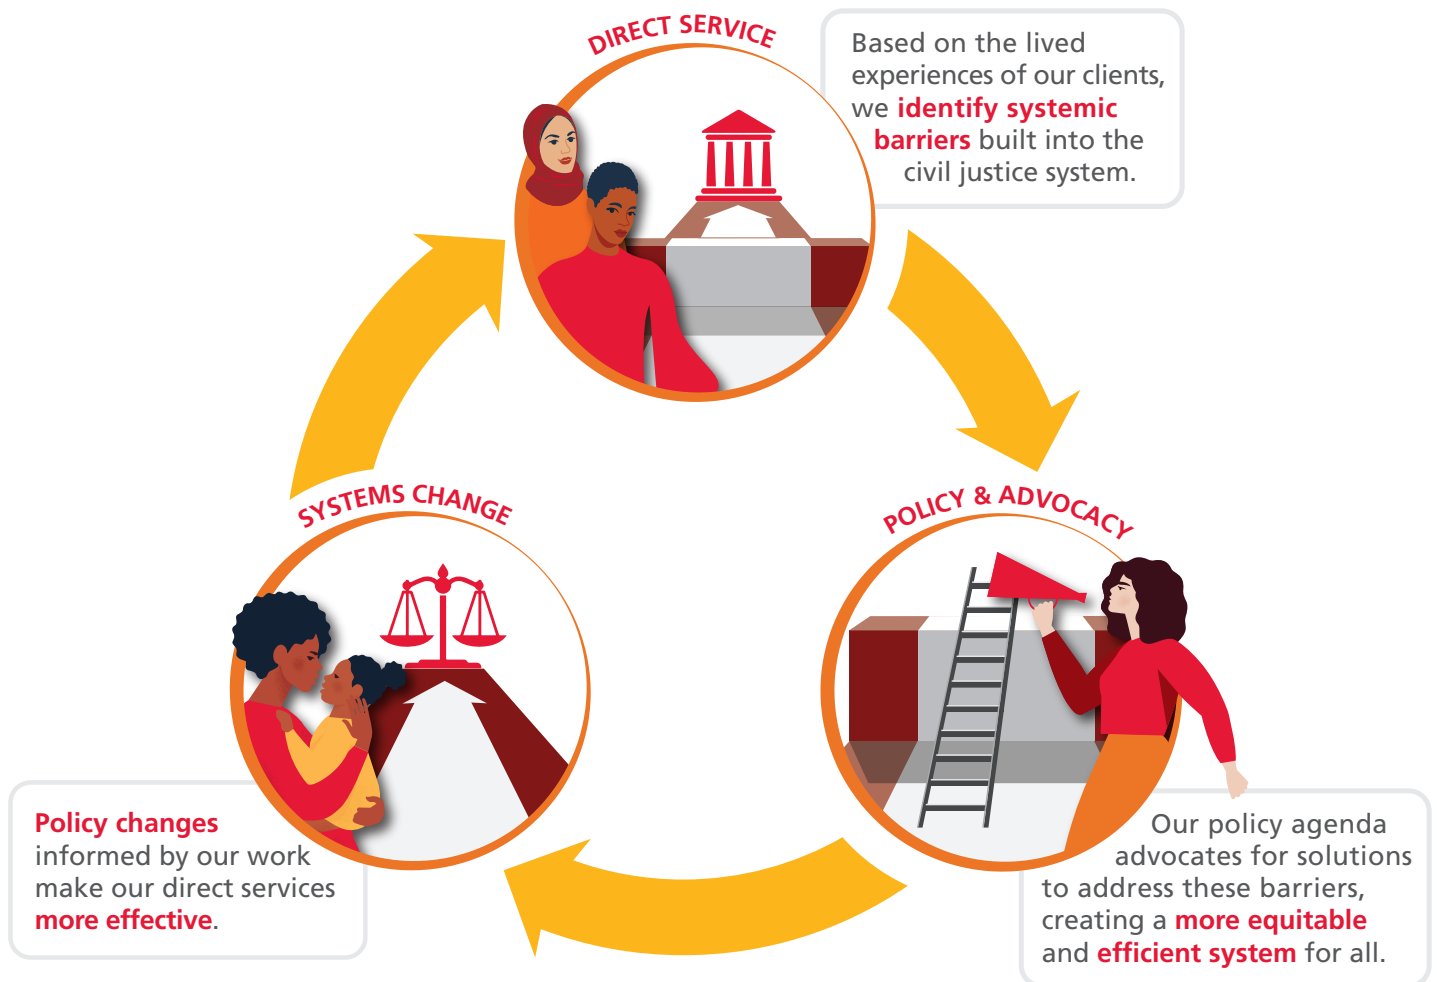 DIRECT SERVICE
Based on the lived
experiences of our clients,
we identify systemic
barriers built into the
civil justice system.
POLICY & ADVOCACY
Our policy agenda
advocates for solutions
to address these barriers,
creating a more equitable
and efficient system for all.
SYSTEMS CHANGE
Policy changes
informed by our work
make our direct services
more effective.